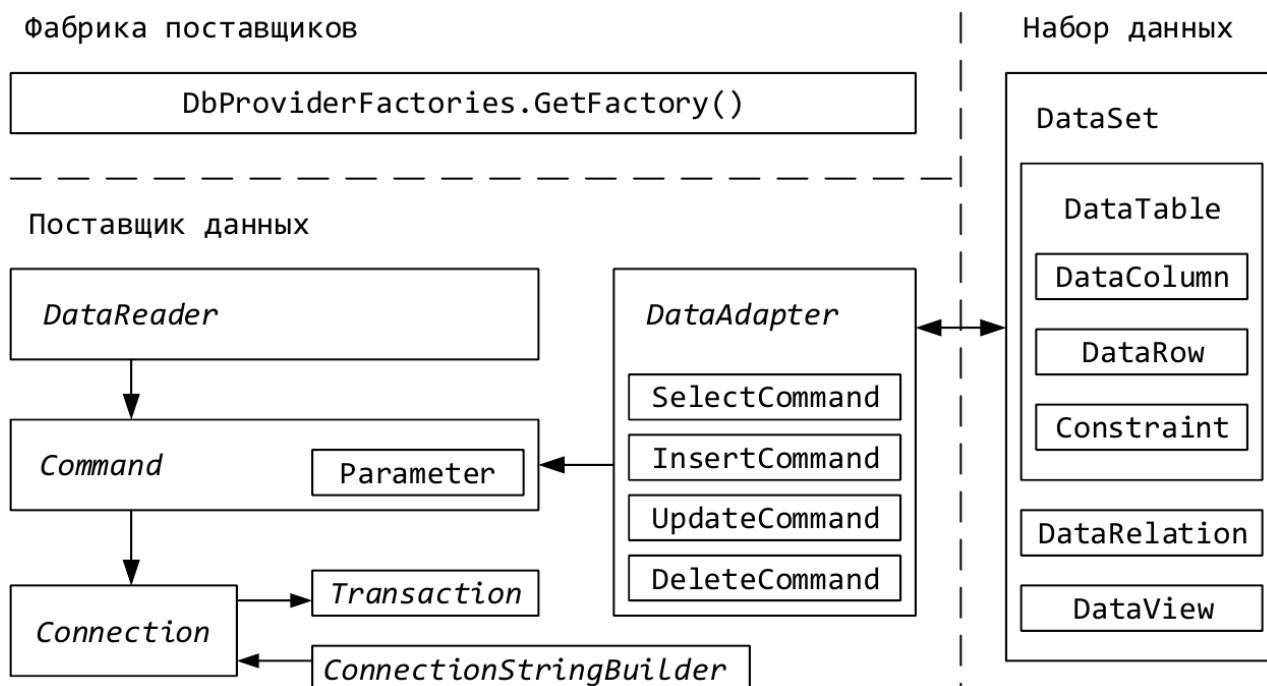 Фабрика поставщиков
DbProviderFactories.GetFactory()
Поставщик данных
DataReader
Command
Parameter
Connection
Transaction
ConnectionStringBuilder
DataAdapter
SelectCommand
InsertCommand
UpdateCommand
DeleteCommand
Набор данных
DataSet
DataTable
DataColumn
DataRow
Constraint
DataRelation
DataView